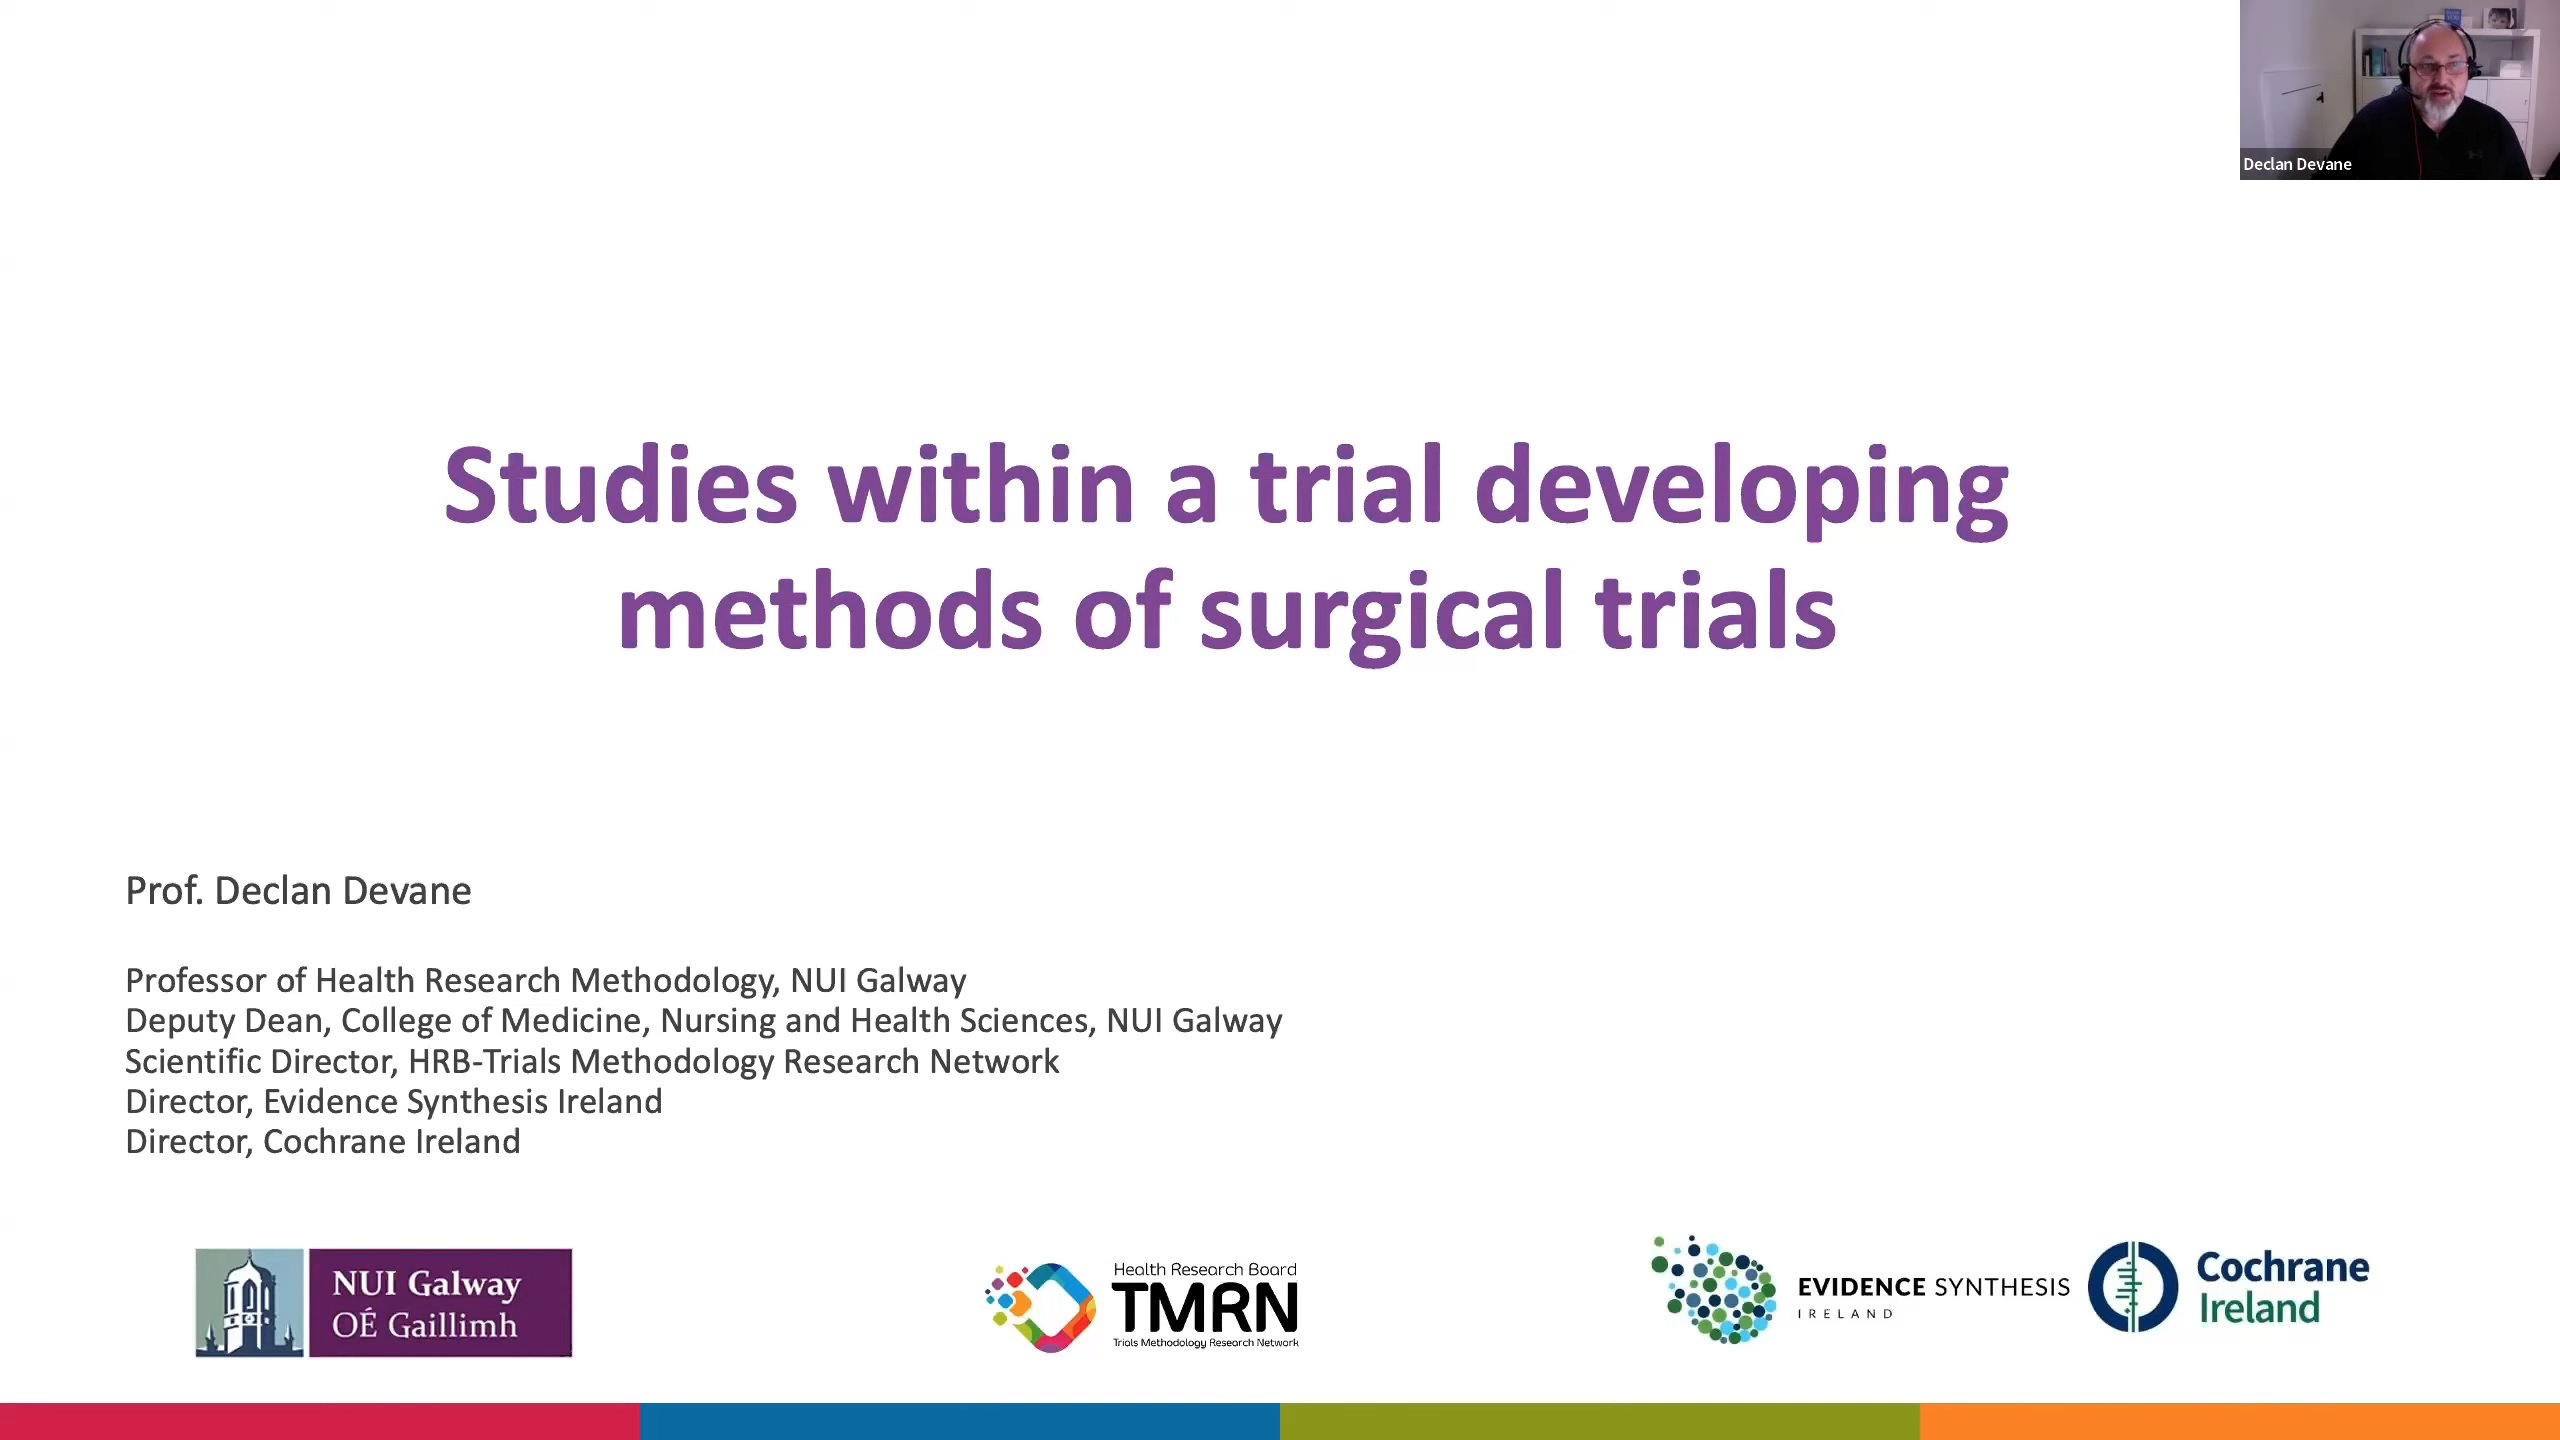 Declan Devane
Studies within a trial developing
methods of surgical trials
Prof. Declan Devane
Professor of Health Research Methodology, NUI Galway
Deputy Dean, College of Medicine, Nursing and Health Sciences, NUI Galway
Scientific Director, HRB-Trials Methodology Research Network
Director, Evidence Synthesis Ireland
Director, Cochrane Ireland
NUI Galway
OÉ Gaillimh
Health Research Board
TMRN
Trials Methodology Research Network
EVIDENCE SYNTHESIS
IRELAND
Cochrane
Ireland